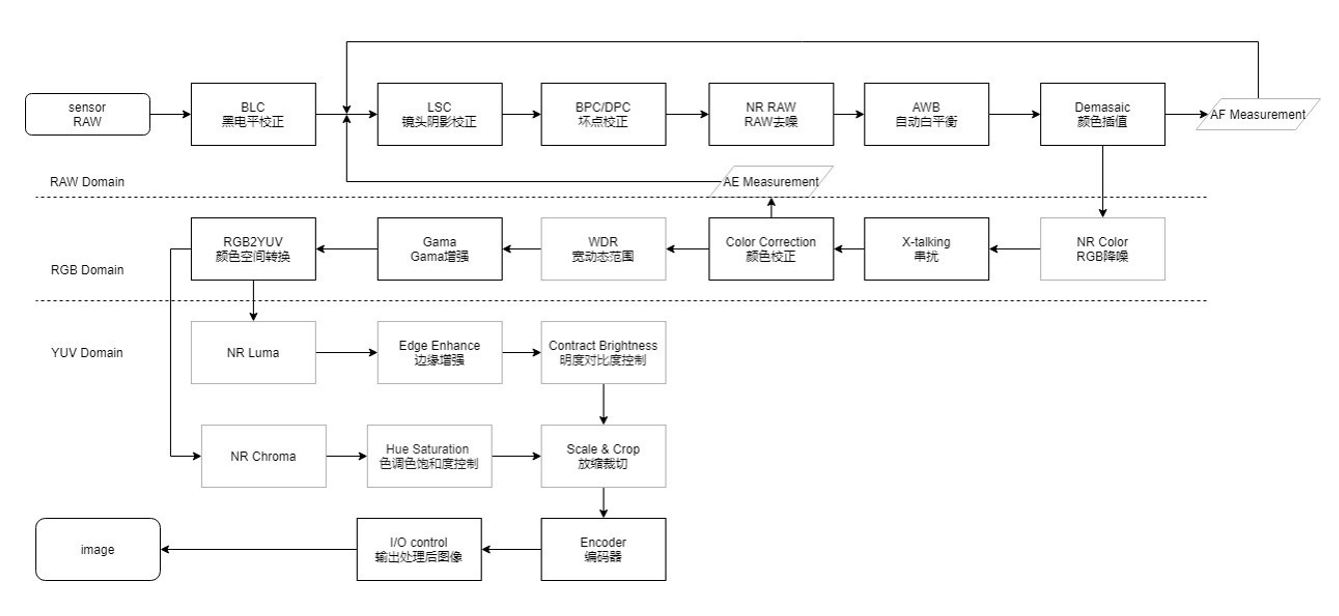 sensor
RAW
BLC
黑电平校正
LSC
镜头阴影校正
BPC/DPC
坏点校正
NR RAW
RAW去噪
AWB
自动白平衡
Demasaic
颜色插值
AF Measurement
RAW Domain
AE Measurement
RGB2YUV
颜色空间转换
Gama
Gama增强
WDR
宽动态范围
Color Correction
颜色校正
X-talking
串扰
NR Color
RGB降噪
RGB Domain
YUV Domain
NR Luma
Edge Enhance
边缘增强
Contract Brightness
明度对比度控制
NR Chroma
Hue Saturation
色调色饱和度控制
Scale & Crop
放缩裁切
image
I/O control
输出处理后图像
Encoder
编码器